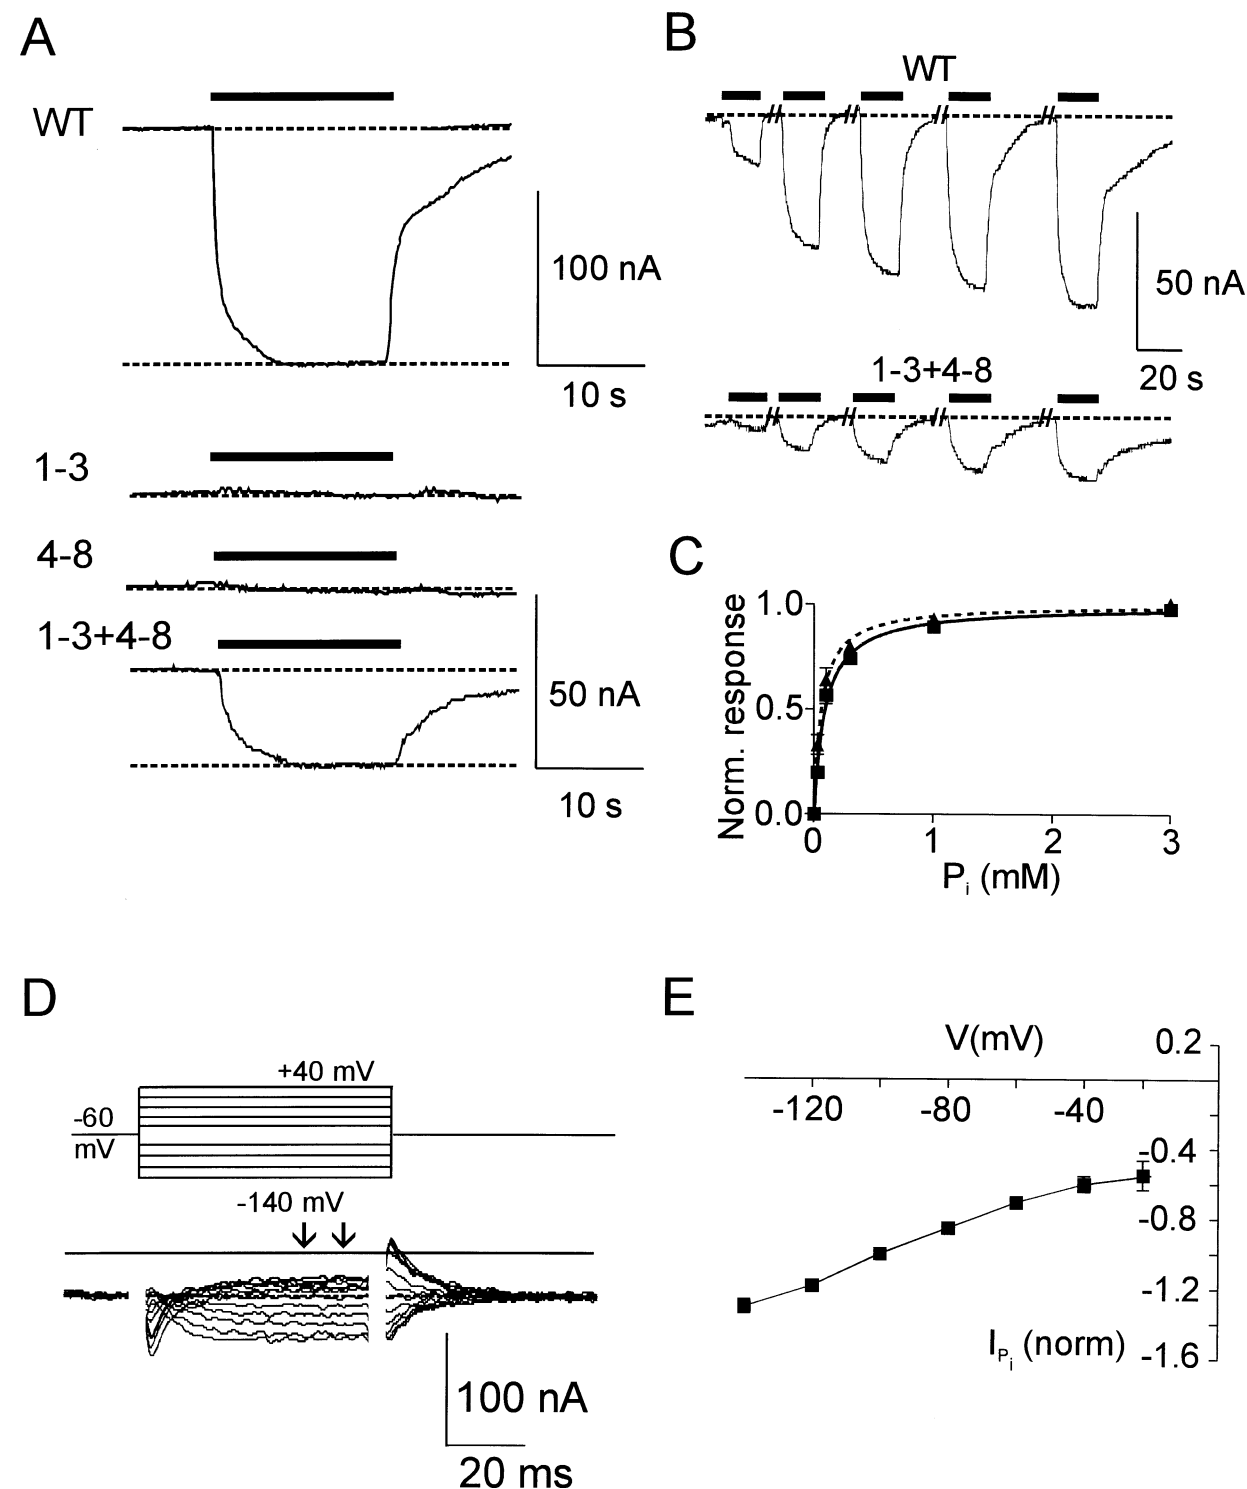 A
WT
100 nA
10 s
1-3
4-8
1-3+4-8
50 nA
10 s
B
WT
50 nA
20 s
1-3+4-8
C
Norm. response
1.0
0.5
0.0
0
1
2
3
Pi (mM)
D
+40 mV
-60
mV
-140 mV
100 nA
20 ms
E
V(mV)
0.2
-120
-80
-40
-0.4
-0.8
-1.2
-1.6
IPi (norm)